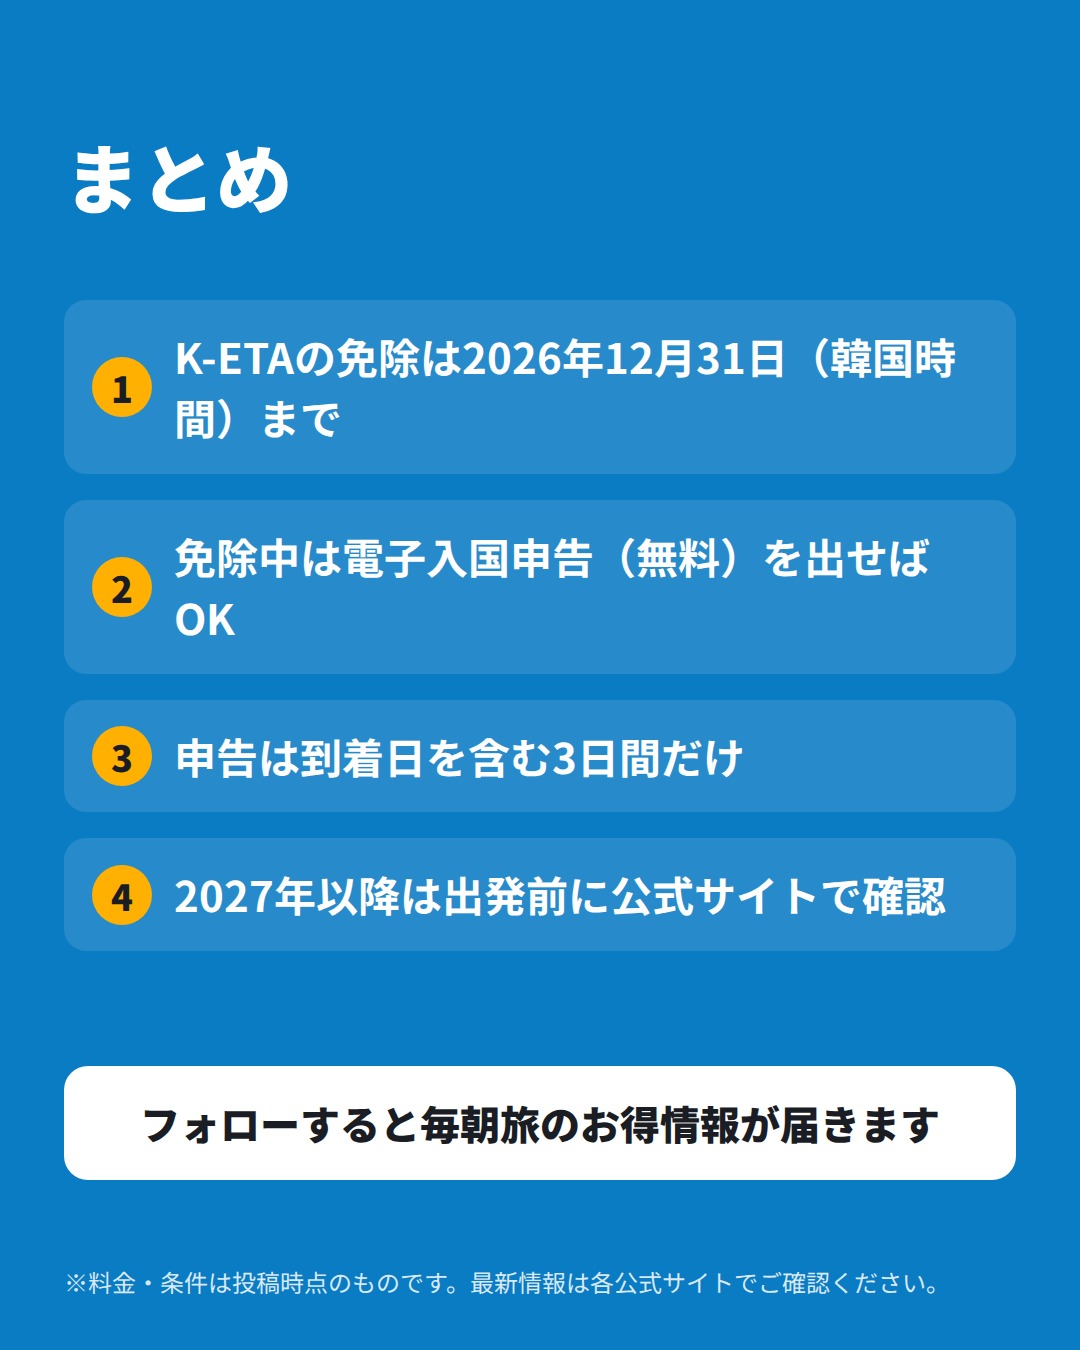 まとめ
1
K-ETAの免除は2026年12月31日（韓国時
間）まで
2
免除中は電子入国申告（無料）を出せば
OK
3
申告は到着日を含む3日間だけ
4
2027年以降は出発前に公式サイトで確認
フォローすると毎朝旅のお得情報が届きます
※料金・条件は投稿時点のものです。最新情報は各公式サイトでご確認ください。